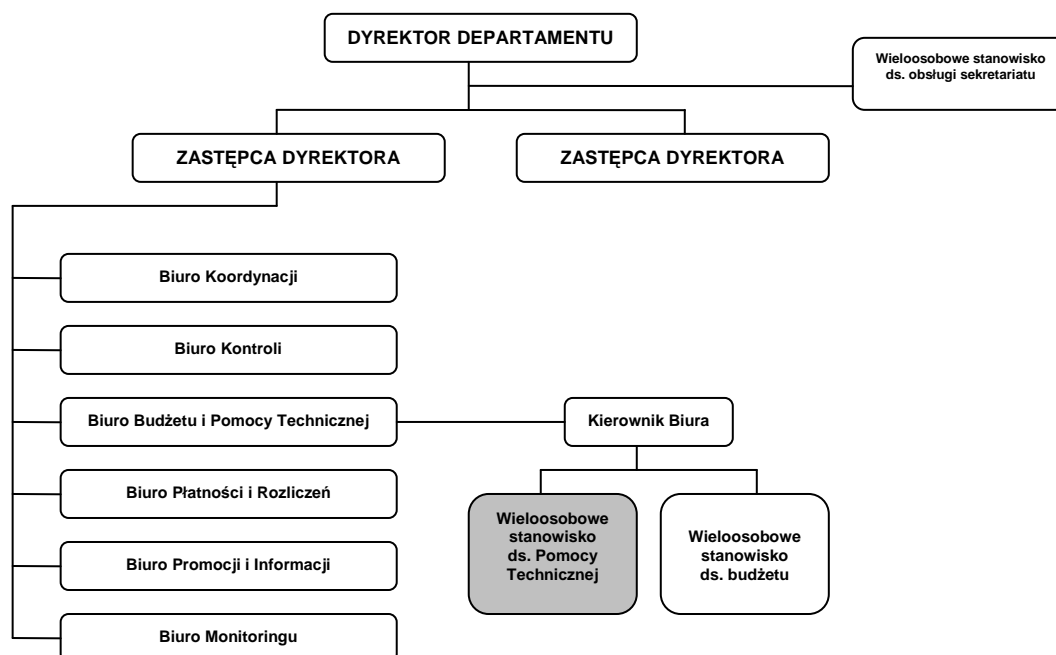 DYREKTOR DEPARTAMENTU
Wieloosobowe stanowisko
ds. obsługi sekretariatu
ZASTĘPCA DYREKTORA
ZASTĘPCA DYREKTORA
Biuro Koordynacji
Biuro Kontroli
Biuro Budżetu i Pomocy Technicznej
Kierownik Biura
Biuro Płatności i Rozliczeń
Wieloosobowe
stanowisko
ds. Pomocy
Technicznej
Wieloosobowe
stanowisko
ds. budżetu
Biuro Promocji i Informacji
Biuro Monitoringu